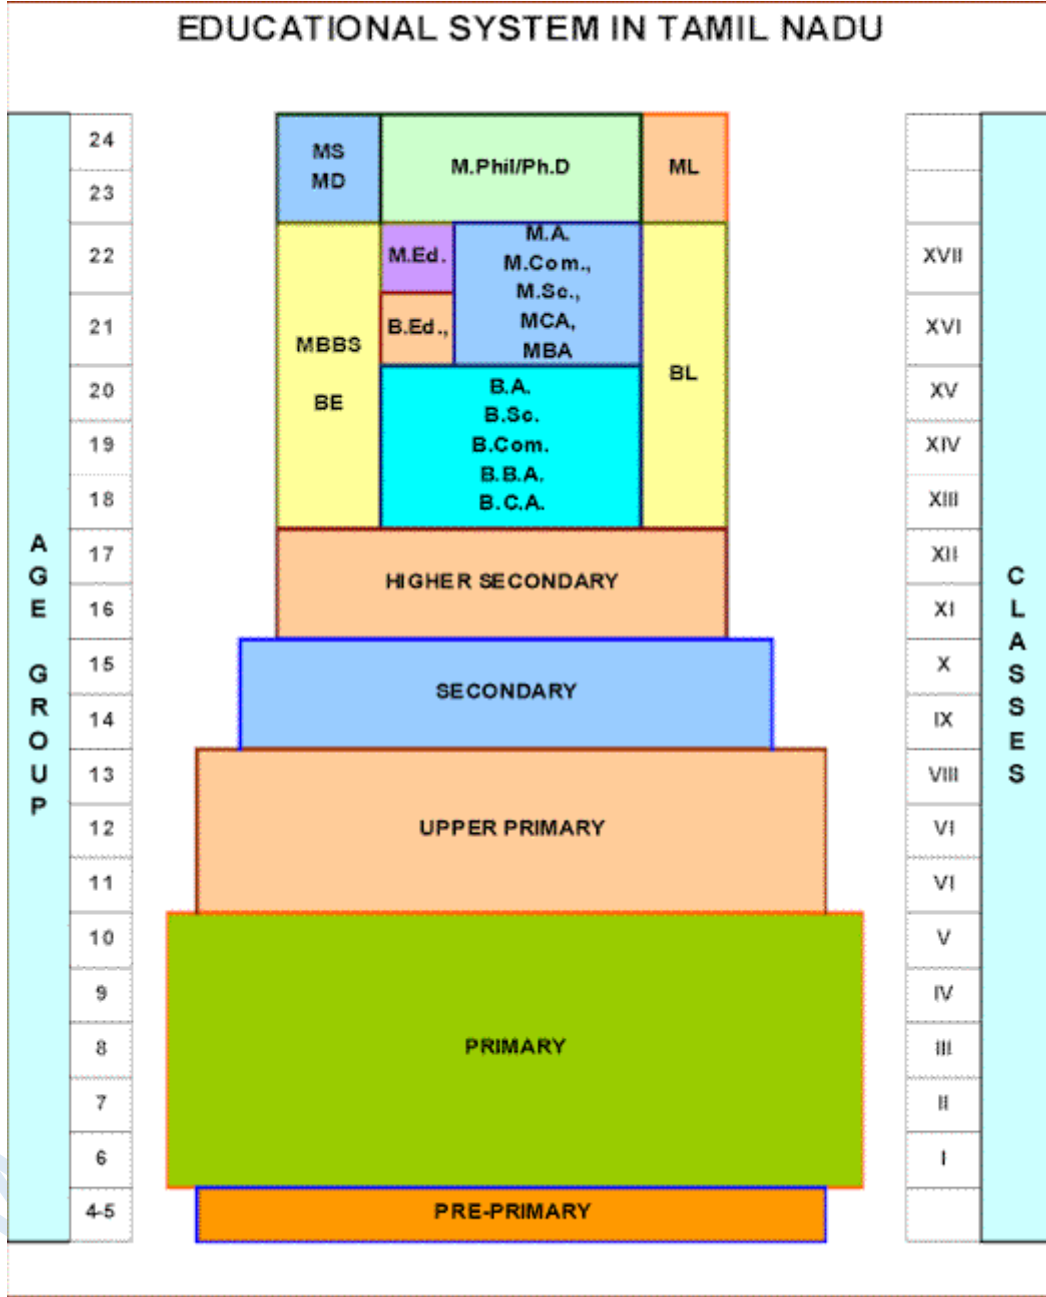 EDUCATIONAL SYSTEM IN TAMIL NADU
AGE GROUP
CLASSES
24
MS
MD
M.Phil/Ph.D
ML
23
22
M.Ed.
M.A.
M.Com.,
M.Sc.,
MCA,
MBA
XVII
21
B.Ed.,
XVI
MBBS
BE
BL
20
B.A.
B.Sc.
B.Com.
B.B.A.
B.C.A.
XV
19
XIV
18
XIII
17
HIGHER SECONDARY
XII
16
XI
15
SECONDARY
X
14
IX
13
VIII
12
UPPER PRIMARY
VI
11
VI
10
V
9
IV
8
PRIMARY
III
7
II
6
I
4-5
PRE-PRIMARY